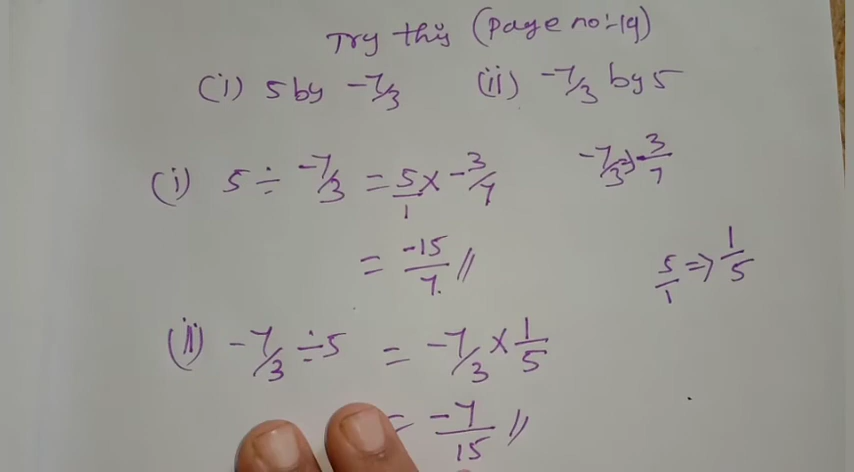 Try this (page no:-19)
(i) 5 by -7/3 (ii) -7/3 by 5
-7/3 ⇒ -3/7
(i) 5 ÷ -7/3 = 5/1 × -3/7
= -15/7 //
5/1 ⇒ 1/5
(ii) -7/3 ÷ 5 = -7/3 × 1/5
= -7/15 //